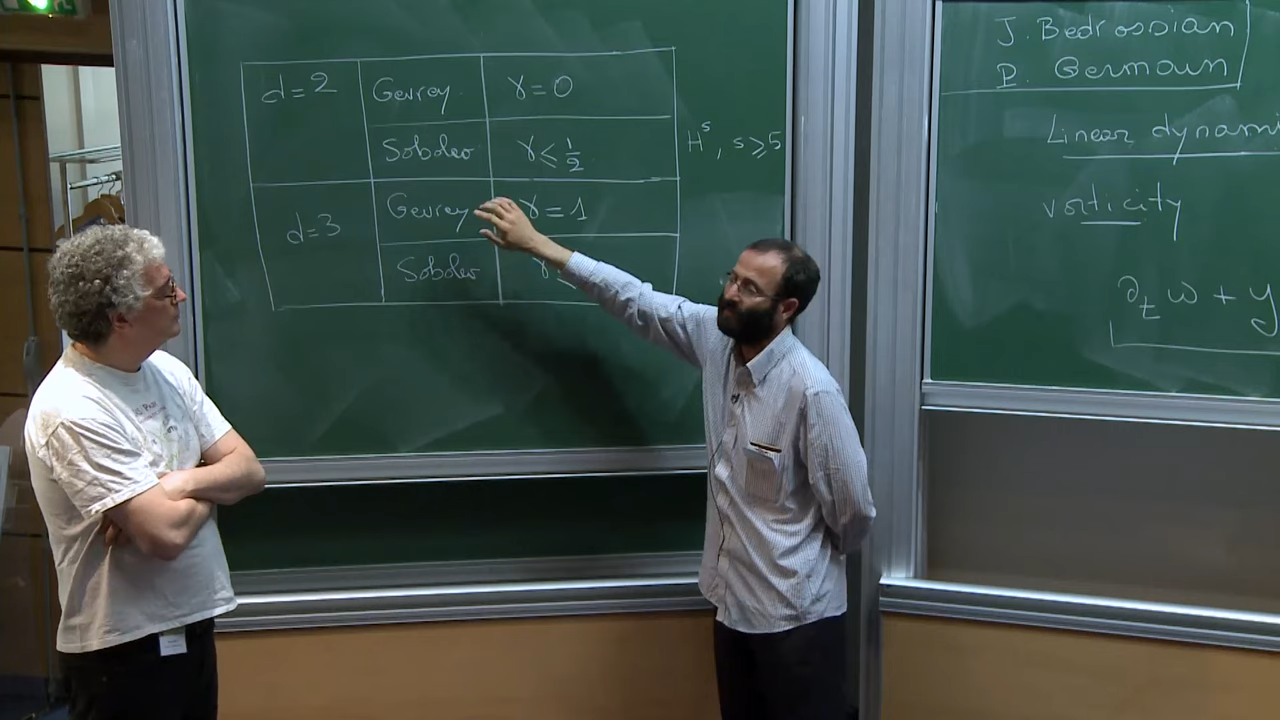 d=2 Gevrey γ=0
Sobolev γ≤1/2
H^s, s≥5
d=3 Gevrey γ=1
Sobolev γ≤
J. Bedrossian
P. Germain
Linear dynami
vorticity
∂_t ω + y